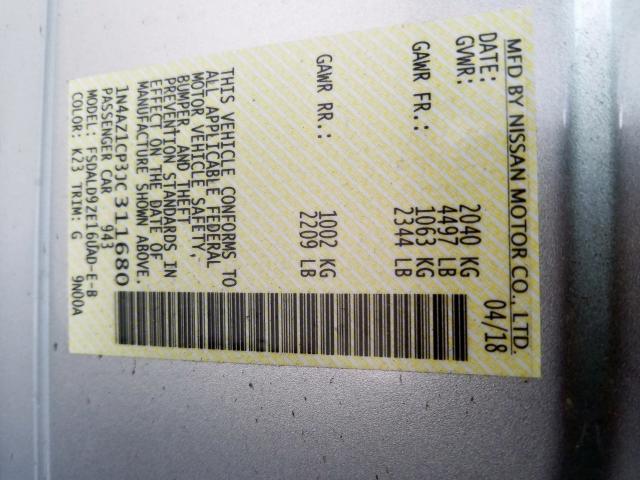 MFD BY NISSAN MOTOR CO., LTD.
DATE: 04/18
GVWR: 2040 KG
4497 LB
GAWR FR.: 1063 KG
2344 LB
GAWR RR.: 1002 KG
2209 LB
THIS VEHICLE CONFORMS TO
ALL APPLICABLE FEDERAL
MOTOR VEHICLE SAFETY,
BUMPER, AND THEFT
PREVENTION STANDARDS IN
EFFECT ON THE DATE OF
MANUFACTURE SHOWN ABOVE.
1N4AZ1CP3JC311680
PASSENGER CAR 943
MODEL: FSDALD9ZE16UAD-E-B
COLOR: K23 TRIM: G 9N00A